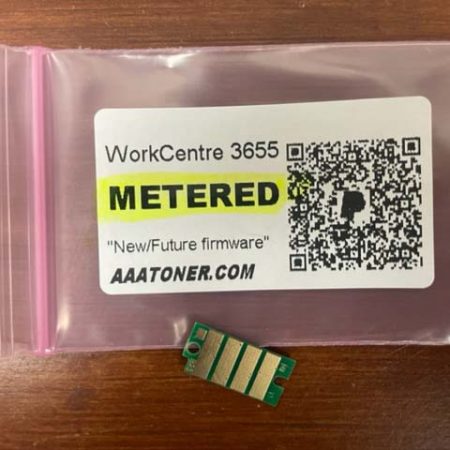 WorkCentre 3655
METERED
"New/Future firmware"
AAATONER.COM